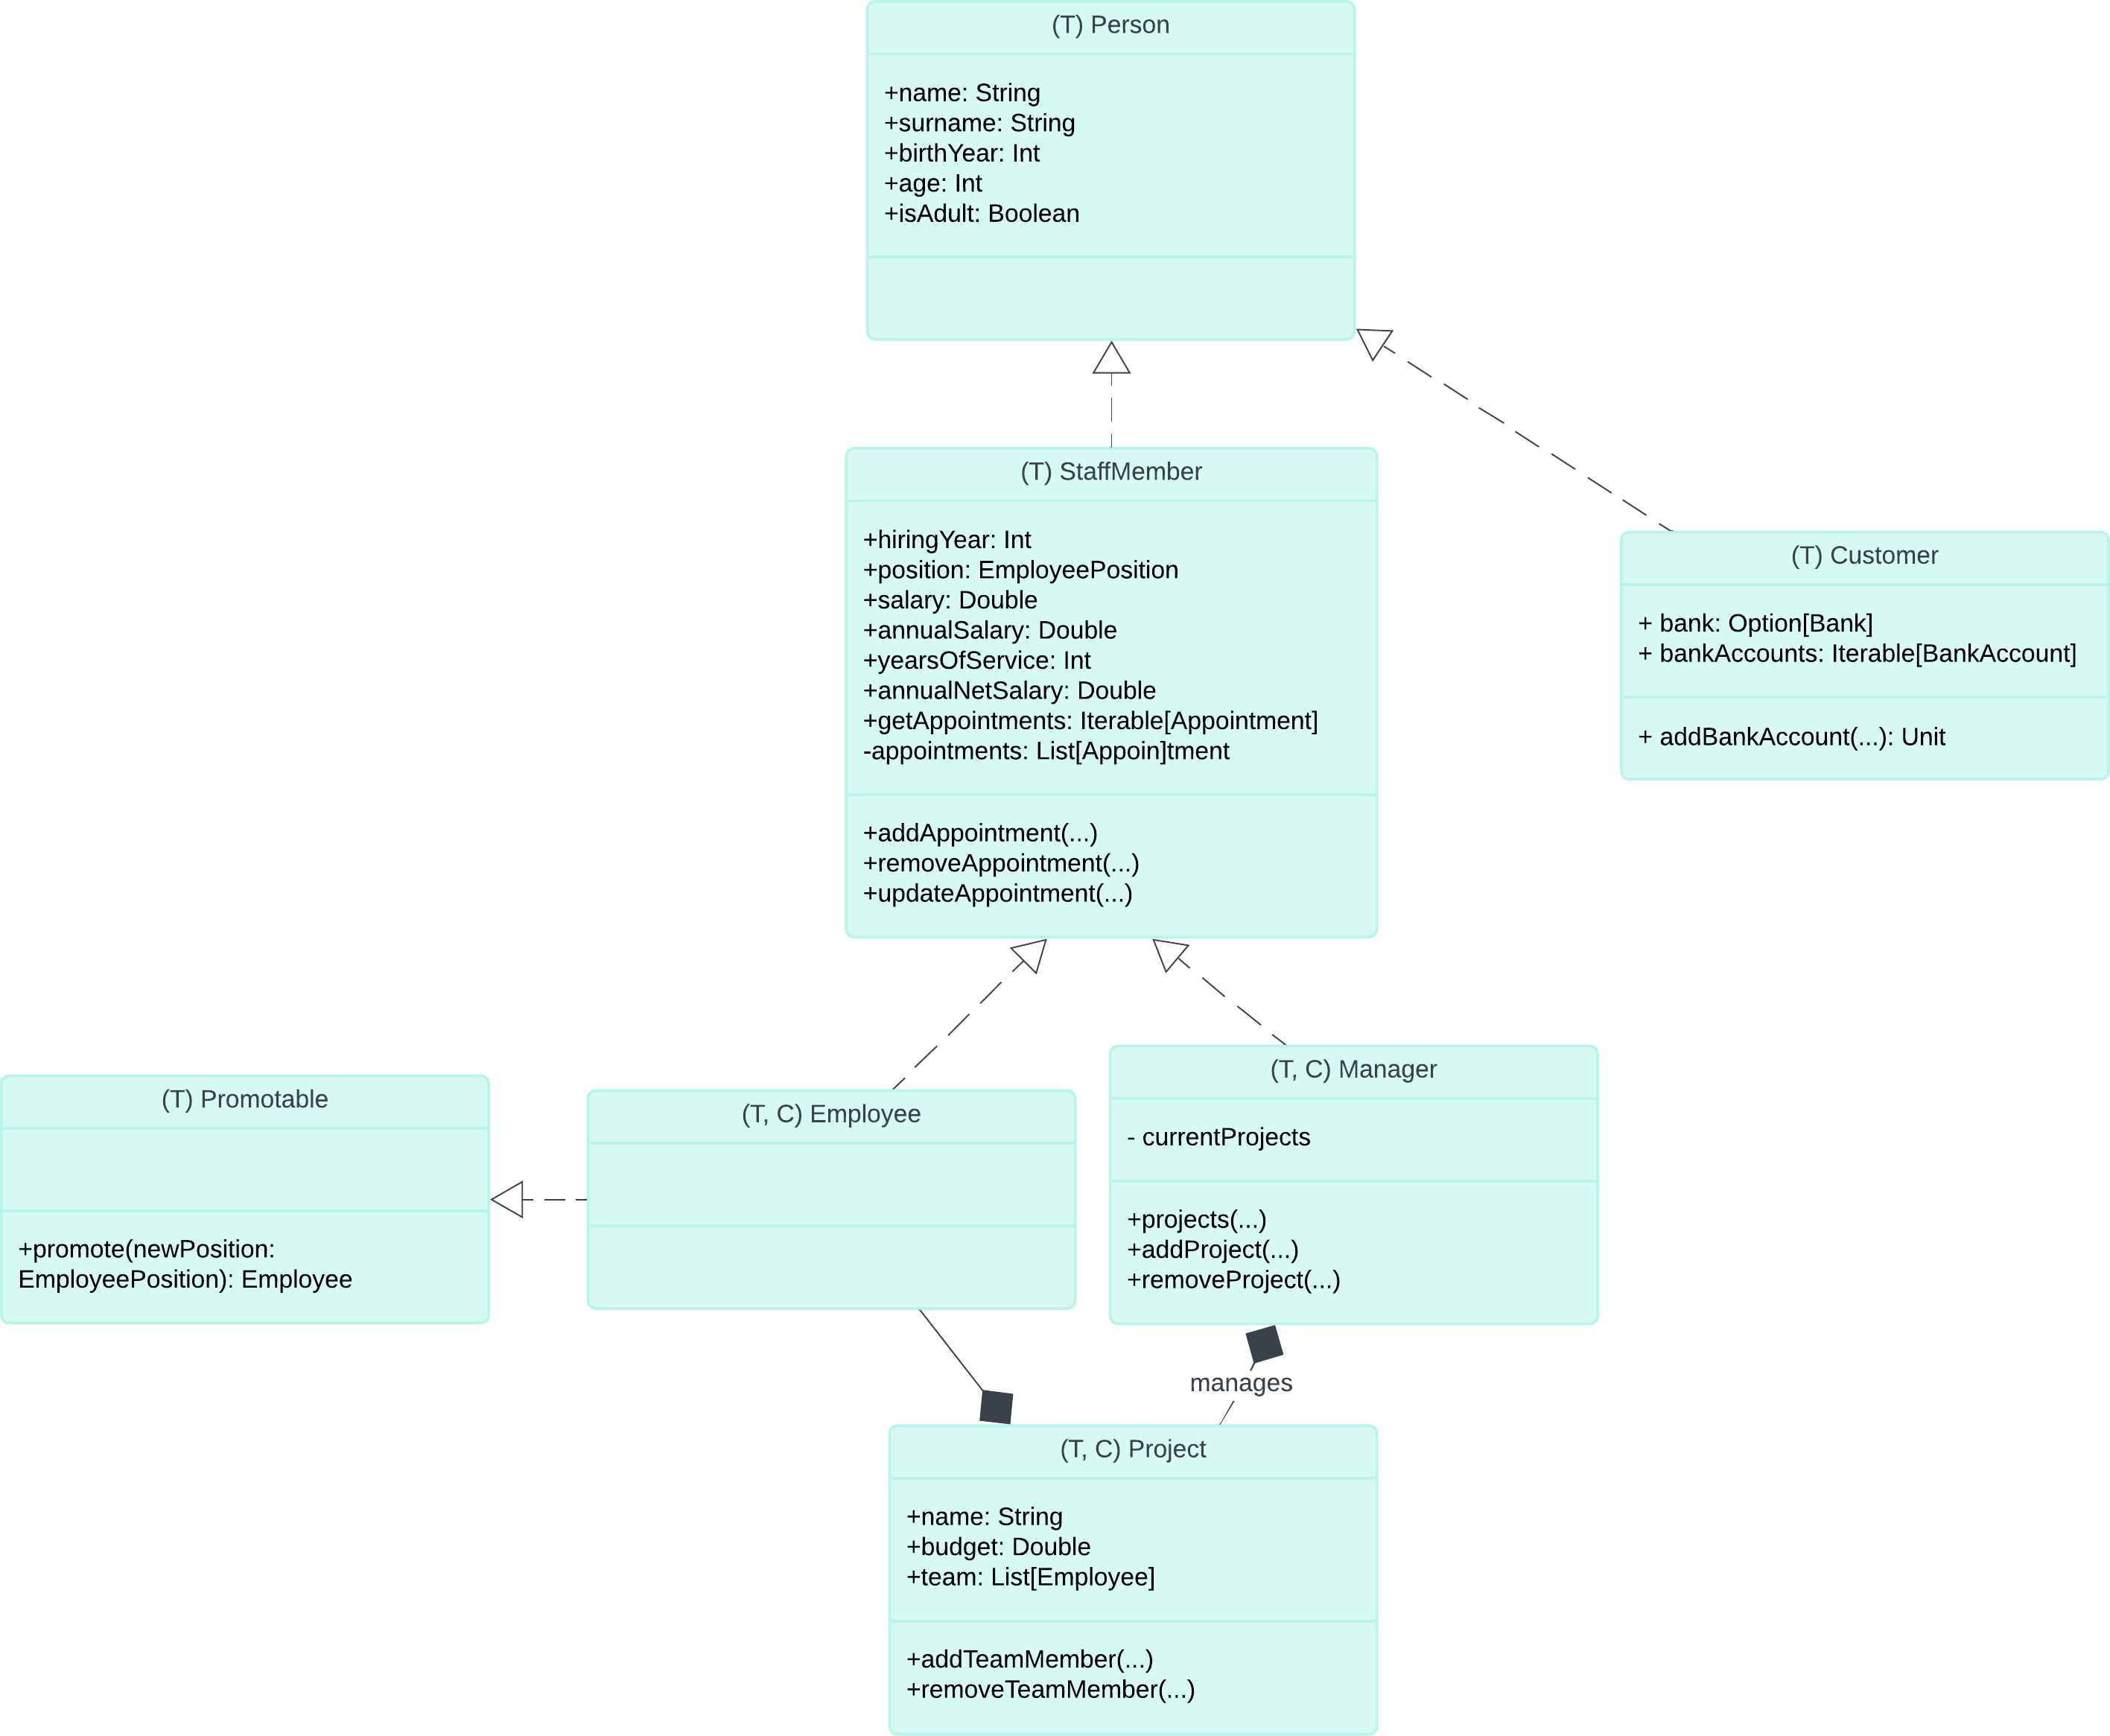 (T) Person
+name: String
+surname: String
+birthYear: Int
+age: Int
+isAdult: Boolean
(T) StaffMember
+hiringYear: Int
+position: EmployeePosition
+salary: Double
+annualSalary: Double
+yearsOfService: Int
+annualNetSalary: Double
+getAppointments: Iterable[Appointment]
-appointments: List[Appoin]tment
+addAppointment(...)
+removeAppointment(...)
+updateAppointment(...)
(T) Customer
+ bank: Option[Bank]
+ bankAccounts: Iterable[BankAccount]
+ addBankAccount(...): Unit
(T) Promotable
+promote(newPosition:
EmployeePosition): Employee
(T, C) Employee
(T, C) Manager
- currentProjects
+projects(...)
+addProject(...)
+removeProject(...)
manages
(T, C) Project
+name: String
+budget: Double
+team: List[Employee]
+addTeamMember(...)
+removeTeamMember(...)